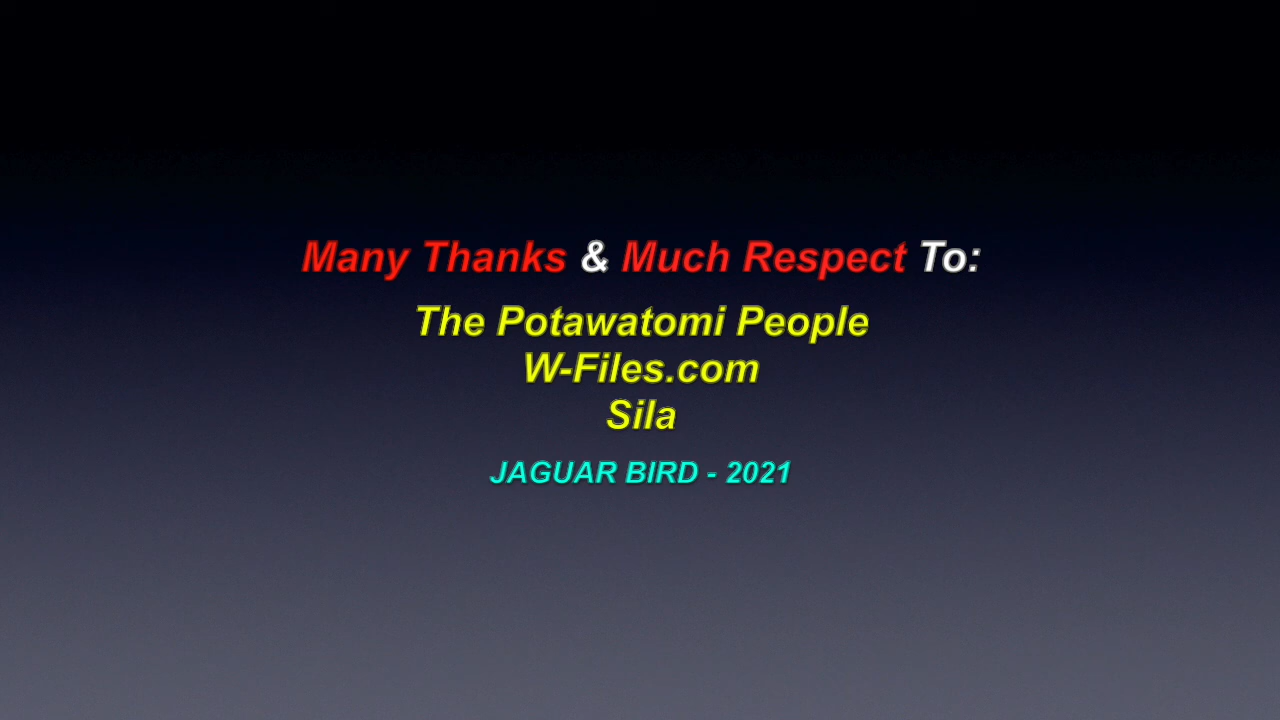 Many Thanks & Much Respect To:
The Potawatomi People
W-Files.com
Sila
JAGUAR BIRD - 2021